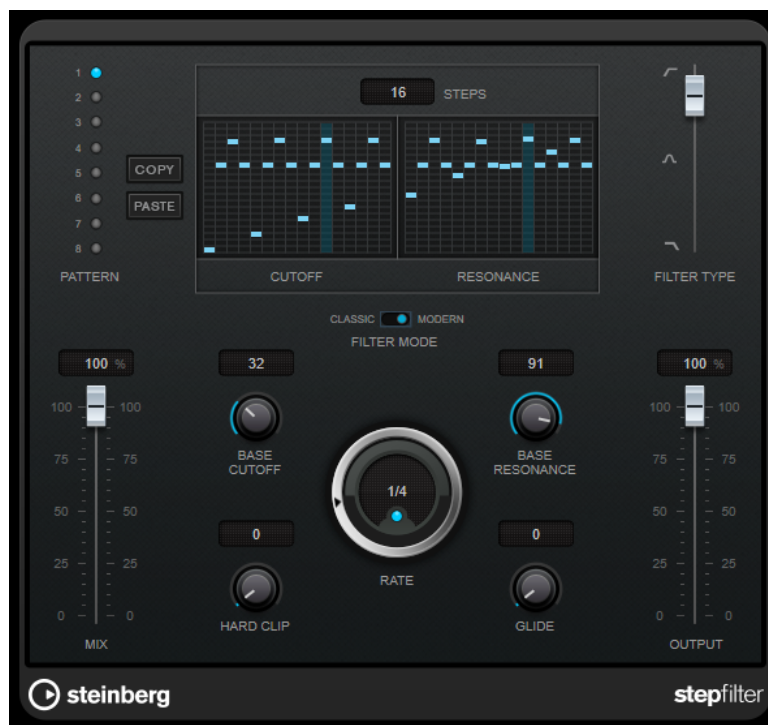 16 STEPS
1
2
3
4
5
6
7
8
COPY
PASTE
PATTERN
CUTOFF
RESONANCE
FILTER TYPE
CLASSIC MODERN
FILTER MODE
100 %
32
91
100 %
100 100
75 75
50 50
25 25
0 0
MIX
BASE
CUTOFF
BASE
RESONANCE
1/4
RATE
0
HARD CLIP
0
GLIDE
100 100
75 75
50 50
25 25
0 0
OUTPUT
steinberg
stepfilter